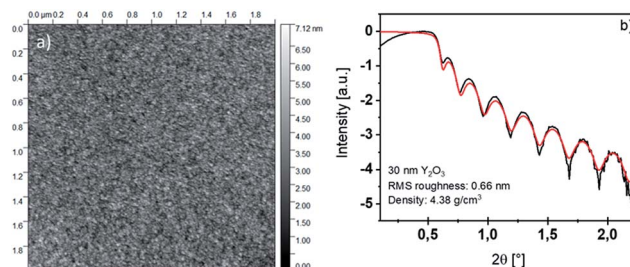 0.0 µm 0.2 0.4 0.6 0.8 1.0 1.2 1.4 1.6 1.8
0.0
0.2
0.4
0.6
0.8
1.0
1.2
1.4
1.6
1.8
a)
7.12 nm
6.50
6.00
5.50
5.00
4.50
4.00
3.50
3.00
2.50
2.00
1.50
1.00
0.00
b)
Intensity [a.u.]
0
-1
-2
-3
-4
-5
30 nm Y₂O₃
RMS roughness: 0.66 nm
Density: 4.38 g/cm³
0,5 1,0 1,5 2,0
2θ [°]